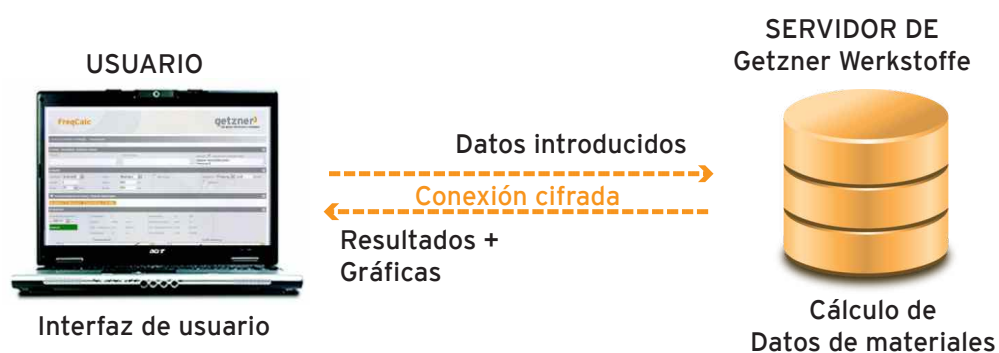 USUARIO
FreqCalc
getzner
acer
Interfaz de usuario
Datos introducidos
Conexión cifrada
Resultados +
Gráficas
SERVIDOR DE
Getzner Werkstoffe
Cálculo de
Datos de materiales